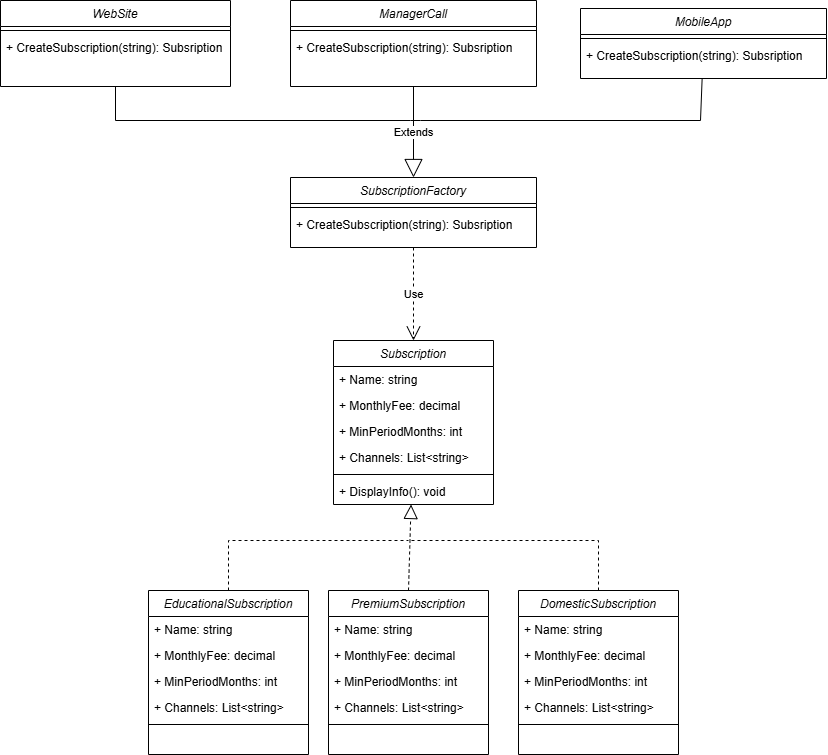 WebSite
+ CreateSubscription(string): Subsription
ManagerCall
+ CreateSubscription(string): Subsription
MobileApp
+ CreateSubscription(string): Subsription
Extends
SubscriptionFactory
+ CreateSubscription(string): Subsription
Use
Subscription
+ Name: string
+ MonthlyFee: decimal
+ MinPeriodMonths: int
+ Channels: List<string>
+ DisplayInfo(): void
EducationalSubscription
+ Name: string
+ MonthlyFee: decimal
+ MinPeriodMonths: int
+ Channels: List<string>
PremiumSubscription
+ Name: string
+ MonthlyFee: decimal
+ MinPeriodMonths: int
+ Channels: List<string>
DomesticSubscription
+ Name: string
+ MonthlyFee: decimal
+ MinPeriodMonths: int
+ Channels: List<string>